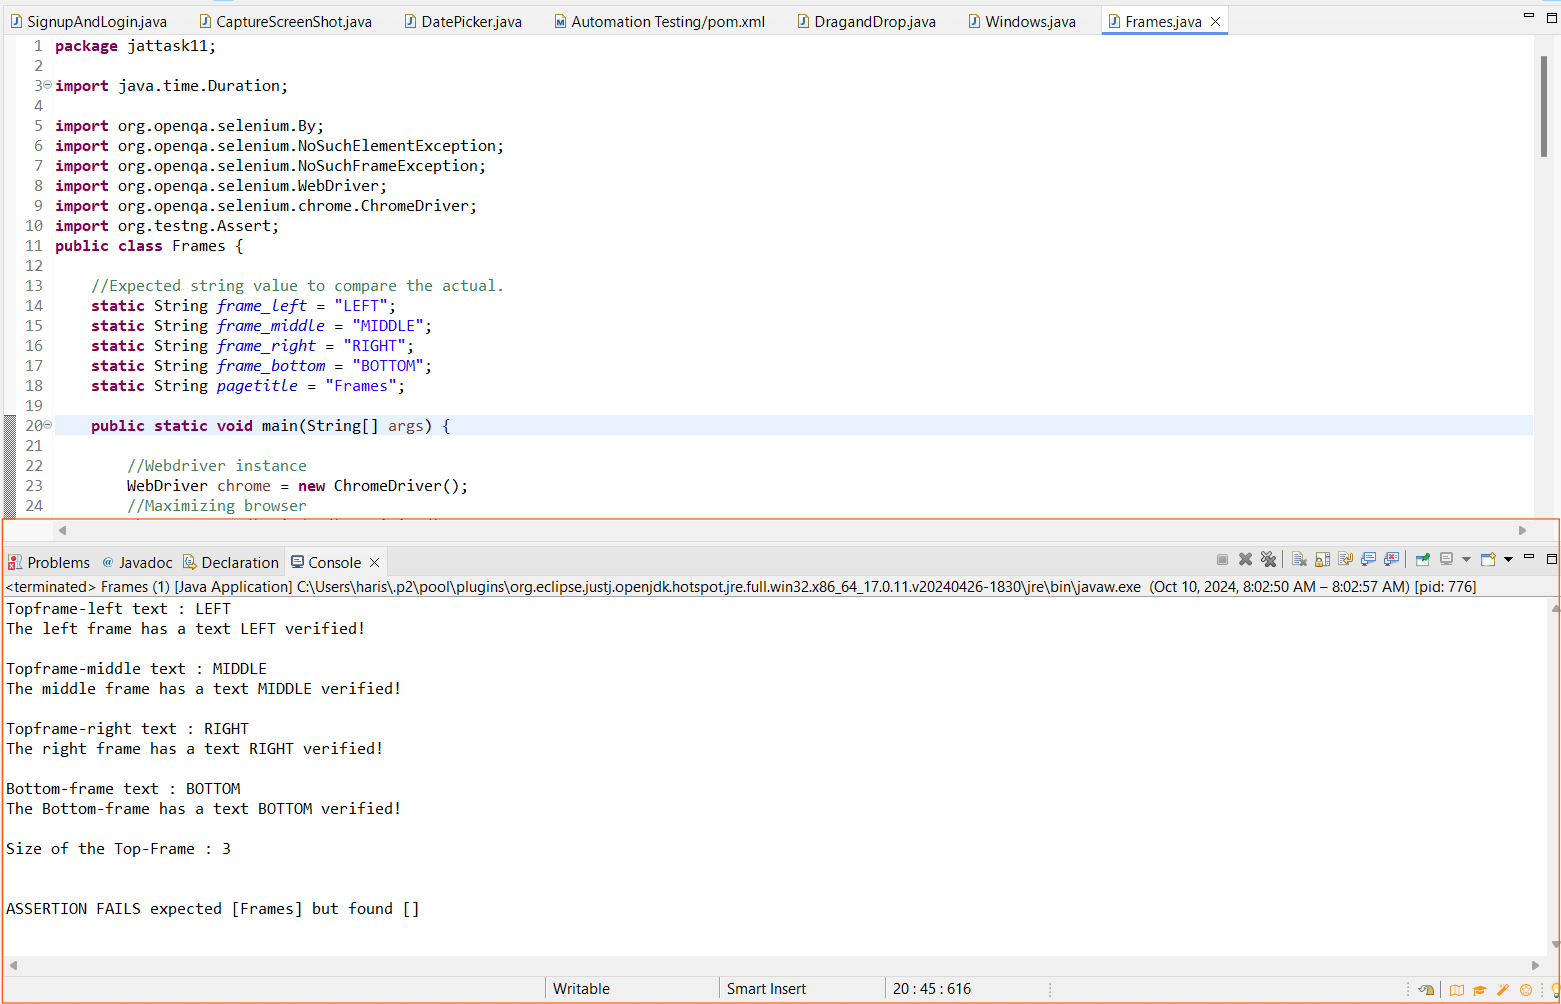 SignupAndLogin.java CaptureScreenShot.java DatePicker.java Automation Testing/pom.xml DragandDrop.java Windows.java Frames.java
1 package jattask11;
2
3 import java.time.Duration;
4
5 import org.openqa.selenium.By;
6 import org.openqa.selenium.NoSuchElementException;
7 import org.openqa.selenium.NoSuchFrameException;
8 import org.openqa.selenium.WebDriver;
9 import org.openqa.selenium.chrome.ChromeDriver;
10 import org.testng.Assert;
11 public class Frames {
12
13 //Expected string value to compare the actual.
14 static String frame_left = "LEFT";
15 static String frame_middle = "MIDDLE";
16 static String frame_right = "RIGHT";
17 static String frame_bottom = "BOTTOM";
18 static String pagetitle = "Frames";
19
20 public static void main(String[] args) {
21
22 //Webdriver instance
23 WebDriver chrome = new ChromeDriver();
24 //Maximizing browser
Problems @ Javadoc Declaration Console
<terminated> Frames (1) [Java Application] C:\Users\haris\.p2\pool\plugins\org.eclipse.justj.openjdk.hotspot.jre.full.win32.x86_64_17.0.11.v20240426-1830\jre\bin\javaw.exe (Oct 10, 2024, 8:02:50 AM – 8:02:57 AM) [pid: 776]
Topframe-left text : LEFT
The left frame has a text LEFT verified!
Topframe-middle text : MIDDLE
The middle frame has a text MIDDLE verified!
Topframe-right text : RIGHT
The right frame has a text RIGHT verified!
Bottom-frame text : BOTTOM
The Bottom-frame has a text BOTTOM verified!
Size of the Top-Frame : 3
ASSERTION FAILS expected [Frames] but found []
Writable Smart Insert 20 : 45 : 616